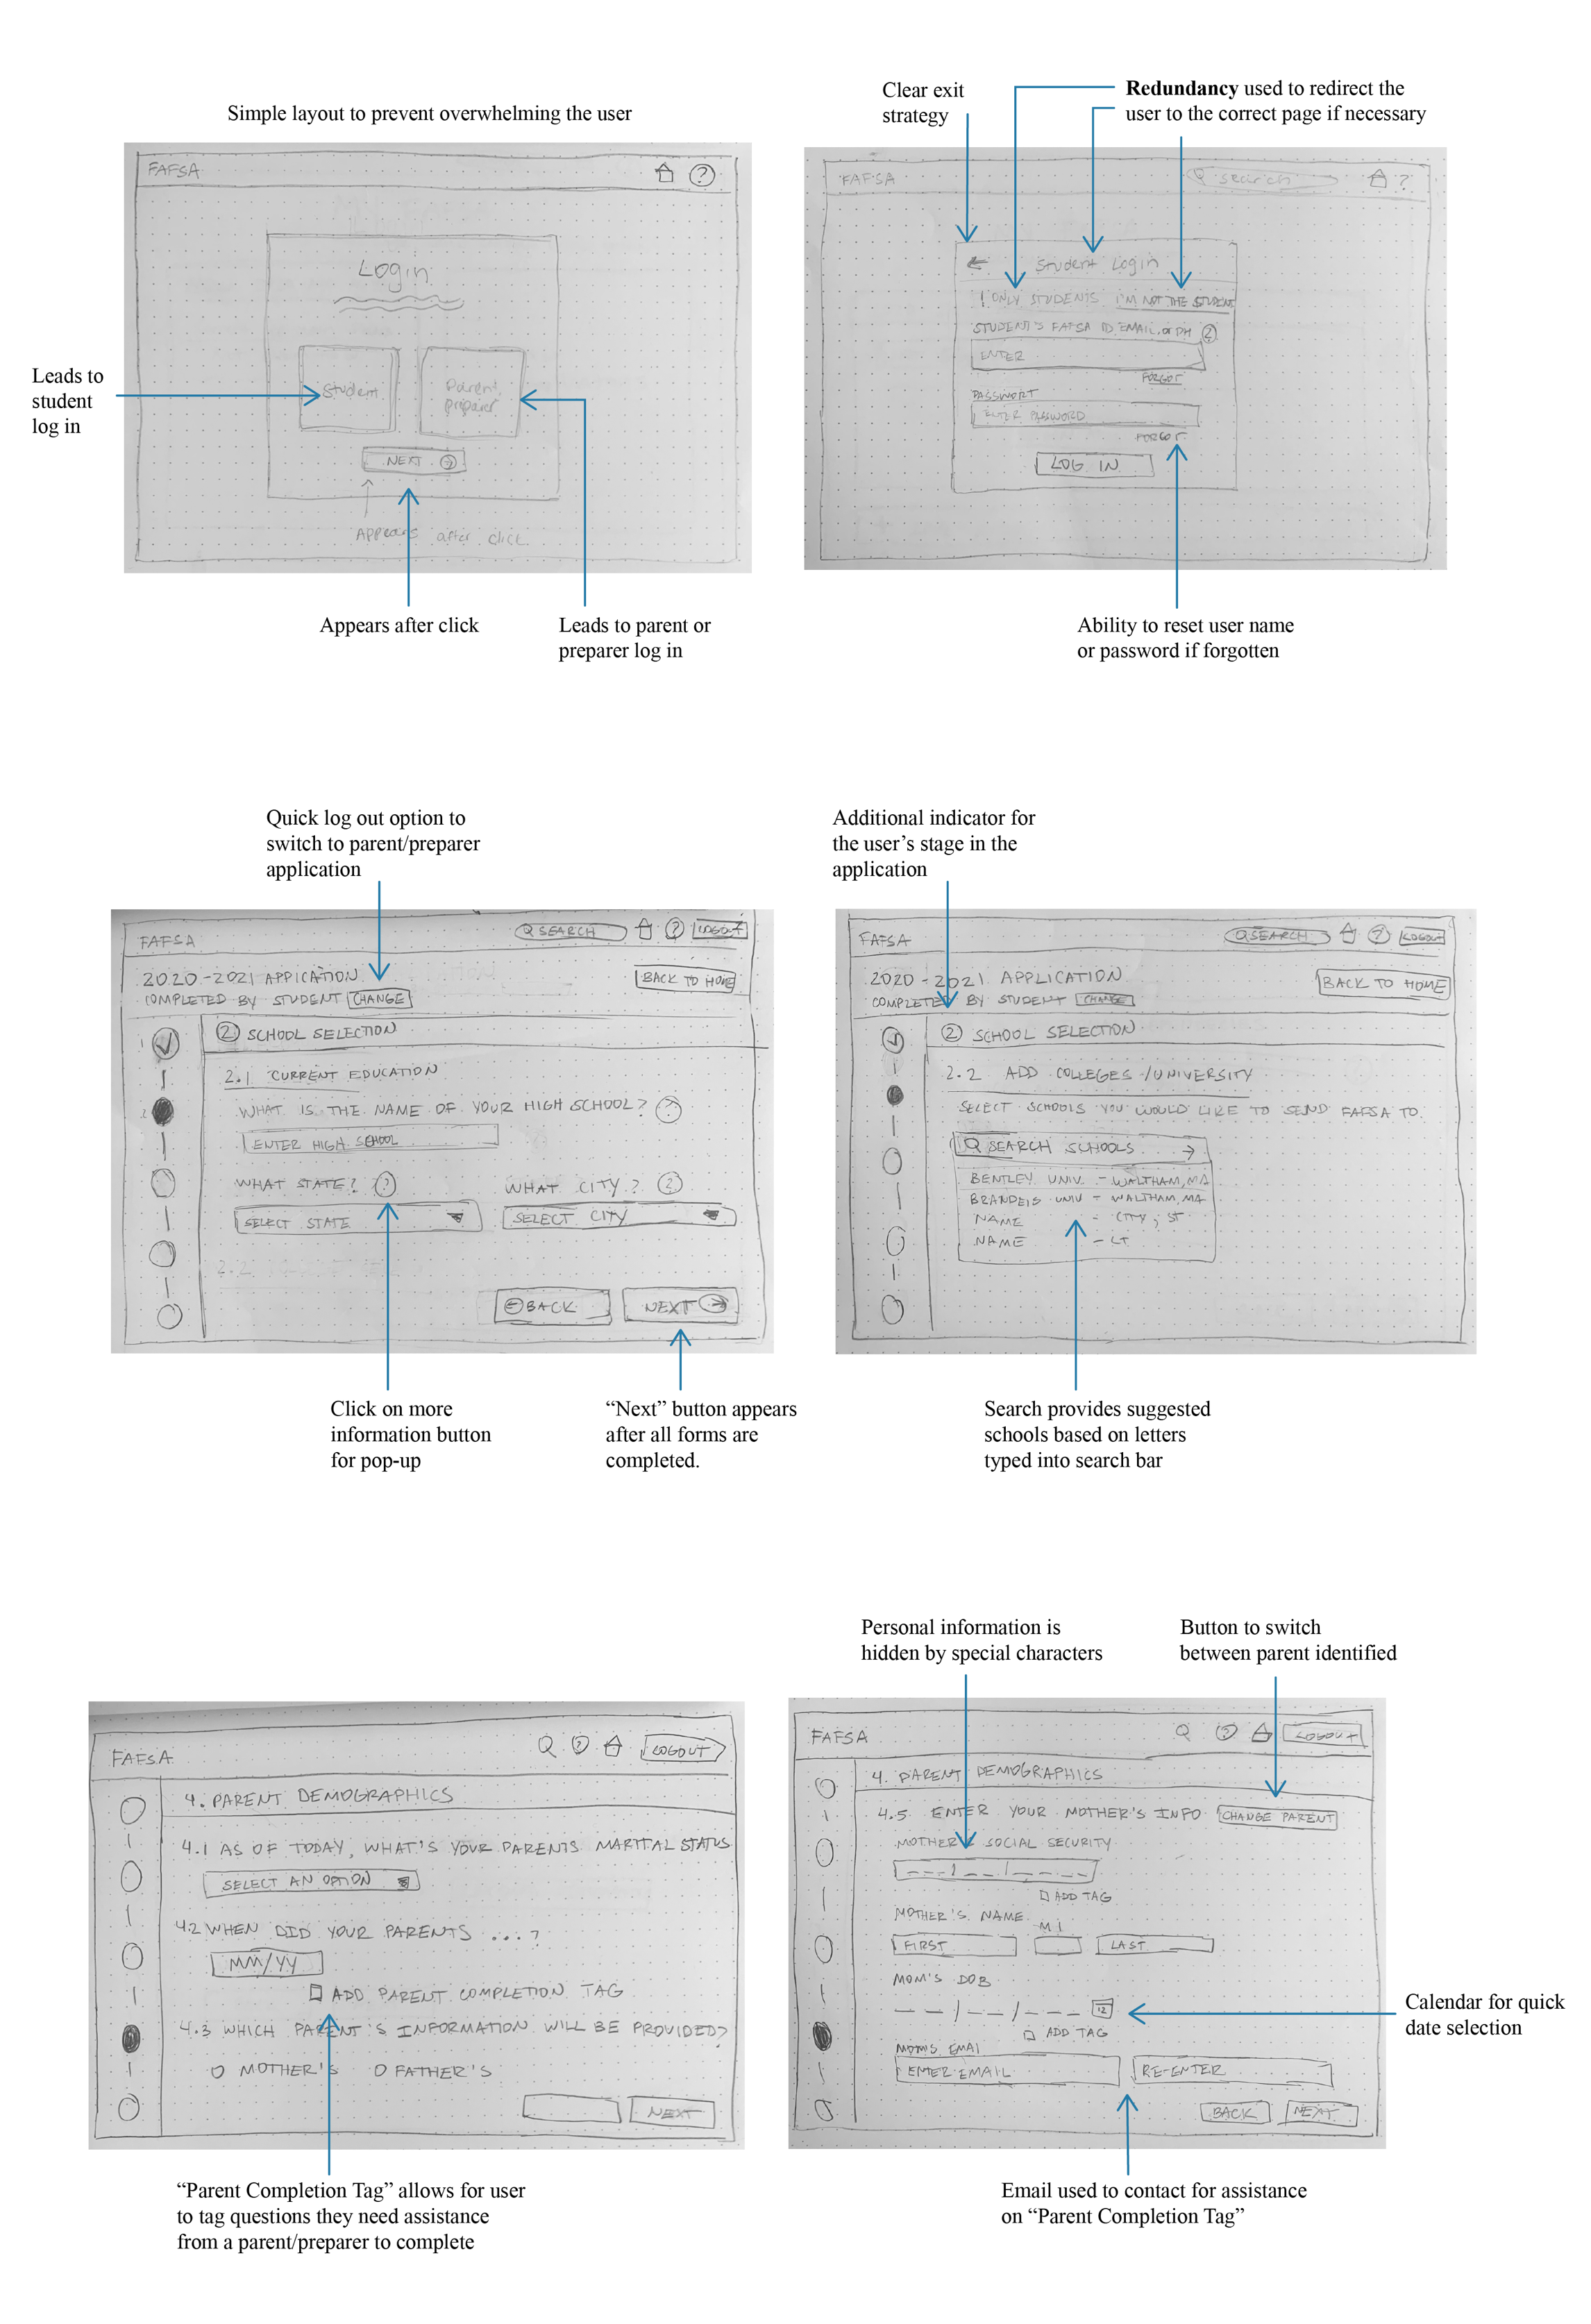 Simple layout to prevent overwhelming the user
FAFSA
?
Login
Student
Parent
preparer
NEXT
Appears after click
Leads to
student
log in
Appears after click
Leads to parent or
preparer log in
Clear exit
strategy
Redundancy used to redirect the
user to the correct page if necessary
FAFSA
search
?
Student Login
! ONLY STUDENTS I'M NOT THE STUDENT
STUDENT'S FAFSA ID EMAIL or PH ?
ENTER
FORGOT
ENTER PASSWORD
FORGOT
LOG IN
Ability to reset user name
or password if forgotten
Quick log out option to
switch to parent/preparer
application
FAFSA
SEARCH
?
LOGOUT
2020-2021 APPICATION
COMPLETED BY STUDENT CHANGE
BACK TO HOME
1
2
2 SCHOOL SELECTION
2.1 CURRENT EDUCATION
WHAT IS THE NAME OF YOUR HIGH SCHOOL? ?
ENTER HIGH SCHOOL
WHAT STATE? ? WHAT CITY? ?
SELECT STATE SELECT CITY
2.2
BACK NEXT
Click on more
information button
for pop-up
“Next” button appears
after all forms are
completed.
Additional indicator for
the user’s stage in the
application
FAFSA
SEARCH
?
LOGOUT
2020-2021 APPLICATION
COMPLETED BY STUDENT CHANGE
BACK TO HOME
2 SCHOOL SELECTION
2.2 ADD COLLEGES/UNIVERSITY
SELECT SCHOOLS YOU WOULD LIKE TO SEND FAFSA TO.
SEARCH SCHOOLS
BENTLEY UNIV. - WALTHAM, MA
BRANDEIS UNIV - WALTHAM, MA
NAME - CITY, ST
NAME
Search provides suggested
schools based on letters
typed into search bar
FAFSA
?
LOGOUT
4. PARENT DEMOGRAPHICS
4.1 AS OF TODAY, WHAT'S YOUR PARENTS MARITAL STATUS
SELECT AN OPTION
4.2 WHEN DID YOUR PARENTS ...?
MM/YY
ADD PARENT COMPLETION TAG
4.3 WHICH PARENT'S INFORMATION WILL BE PROVIDED?
MOTHER'S FATHER'S
NEXT
“Parent Completion Tag” allows for user
to tag questions they need assistance
from a parent/preparer to complete
Personal information is
hidden by special characters
Button to switch
between parent identified
FAFSA
?
LOGOUT
4. PARENT DEMOGRAPHICS
4.5 ENTER YOUR MOTHER'S INFO CHANGE PARENT
MOTHER'S SOCIAL SECURITY
ADD TAG
MOTHER'S NAME
MI
FIRST LAST
MOM'S DOB
12
ADD TAG
MOM'S EMAI
ENTER EMAIL RE-ENTER
BACK NEXT
Calendar for quick
date selection
Email used to contact for assistance
on “Parent Completion Tag”